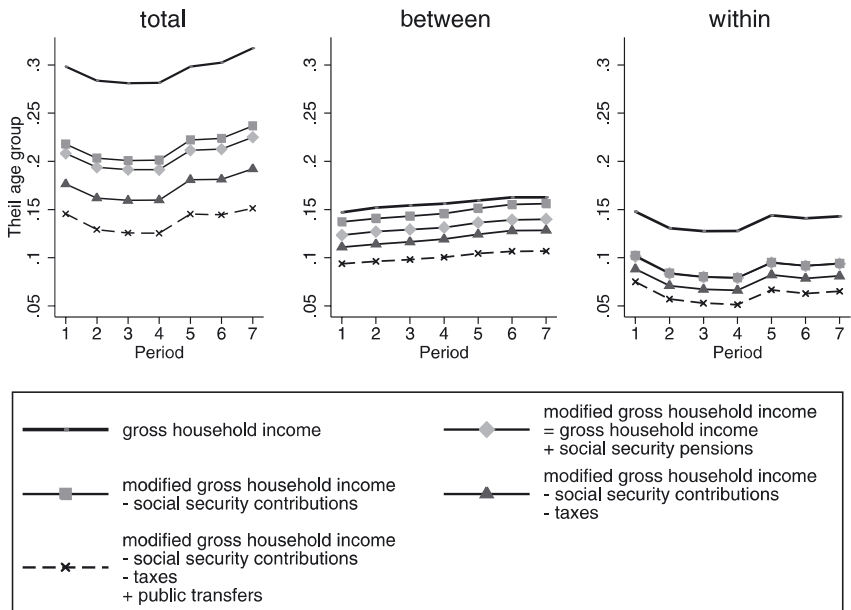 total
between
within
Theil age group
.05
.1
.15
.2
.25
.3
1 2 3 4 5 6 7
Period
.05
.1
.15
.2
.25
.3
1 2 3 4 5 6 7
Period
.05
.1
.15
.2
.25
.3
1 2 3 4 5 6 7
Period
gross household income
modified gross household income
= gross household income
+ social security pensions
modified gross household income
- social security contributions
modified gross household income
- social security contributions
- taxes
modified gross household income
- social security contributions
- taxes
+ public transfers